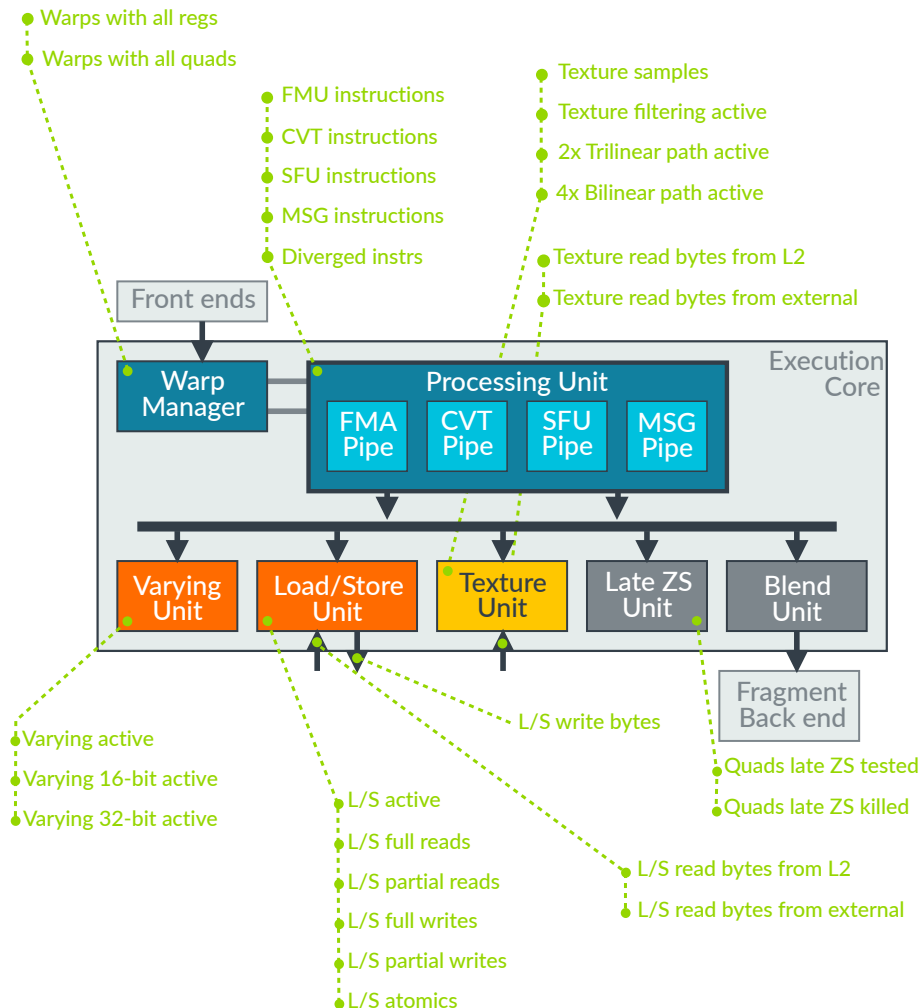 Warps with all regs
Warps with all quads
FMU instructions
CVT instructions
SFU instructions
MSG instructions
Diverged instrs
Texture samples
Texture filtering active
2x Trilinear path active
4x Bilinear path active
Texture read bytes from L2
Texture read bytes from external
Front ends
Execution
Core
Warp
Manager
Processing Unit
FMA
Pipe
CVT
Pipe
SFU
Pipe
MSG
Pipe
Varying
Unit
Load/Store
Unit
Texture
Unit
Late ZS
Unit
Blend
Unit
Fragment
Back end
L/S write bytes
Varying active
Varying 16-bit active
Varying 32-bit active
Quads late ZS tested
Quads late ZS killed
L/S active
L/S full reads
L/S partial reads
L/S full writes
L/S partial writes
L/S atomics
L/S read bytes from L2
L/S read bytes from external